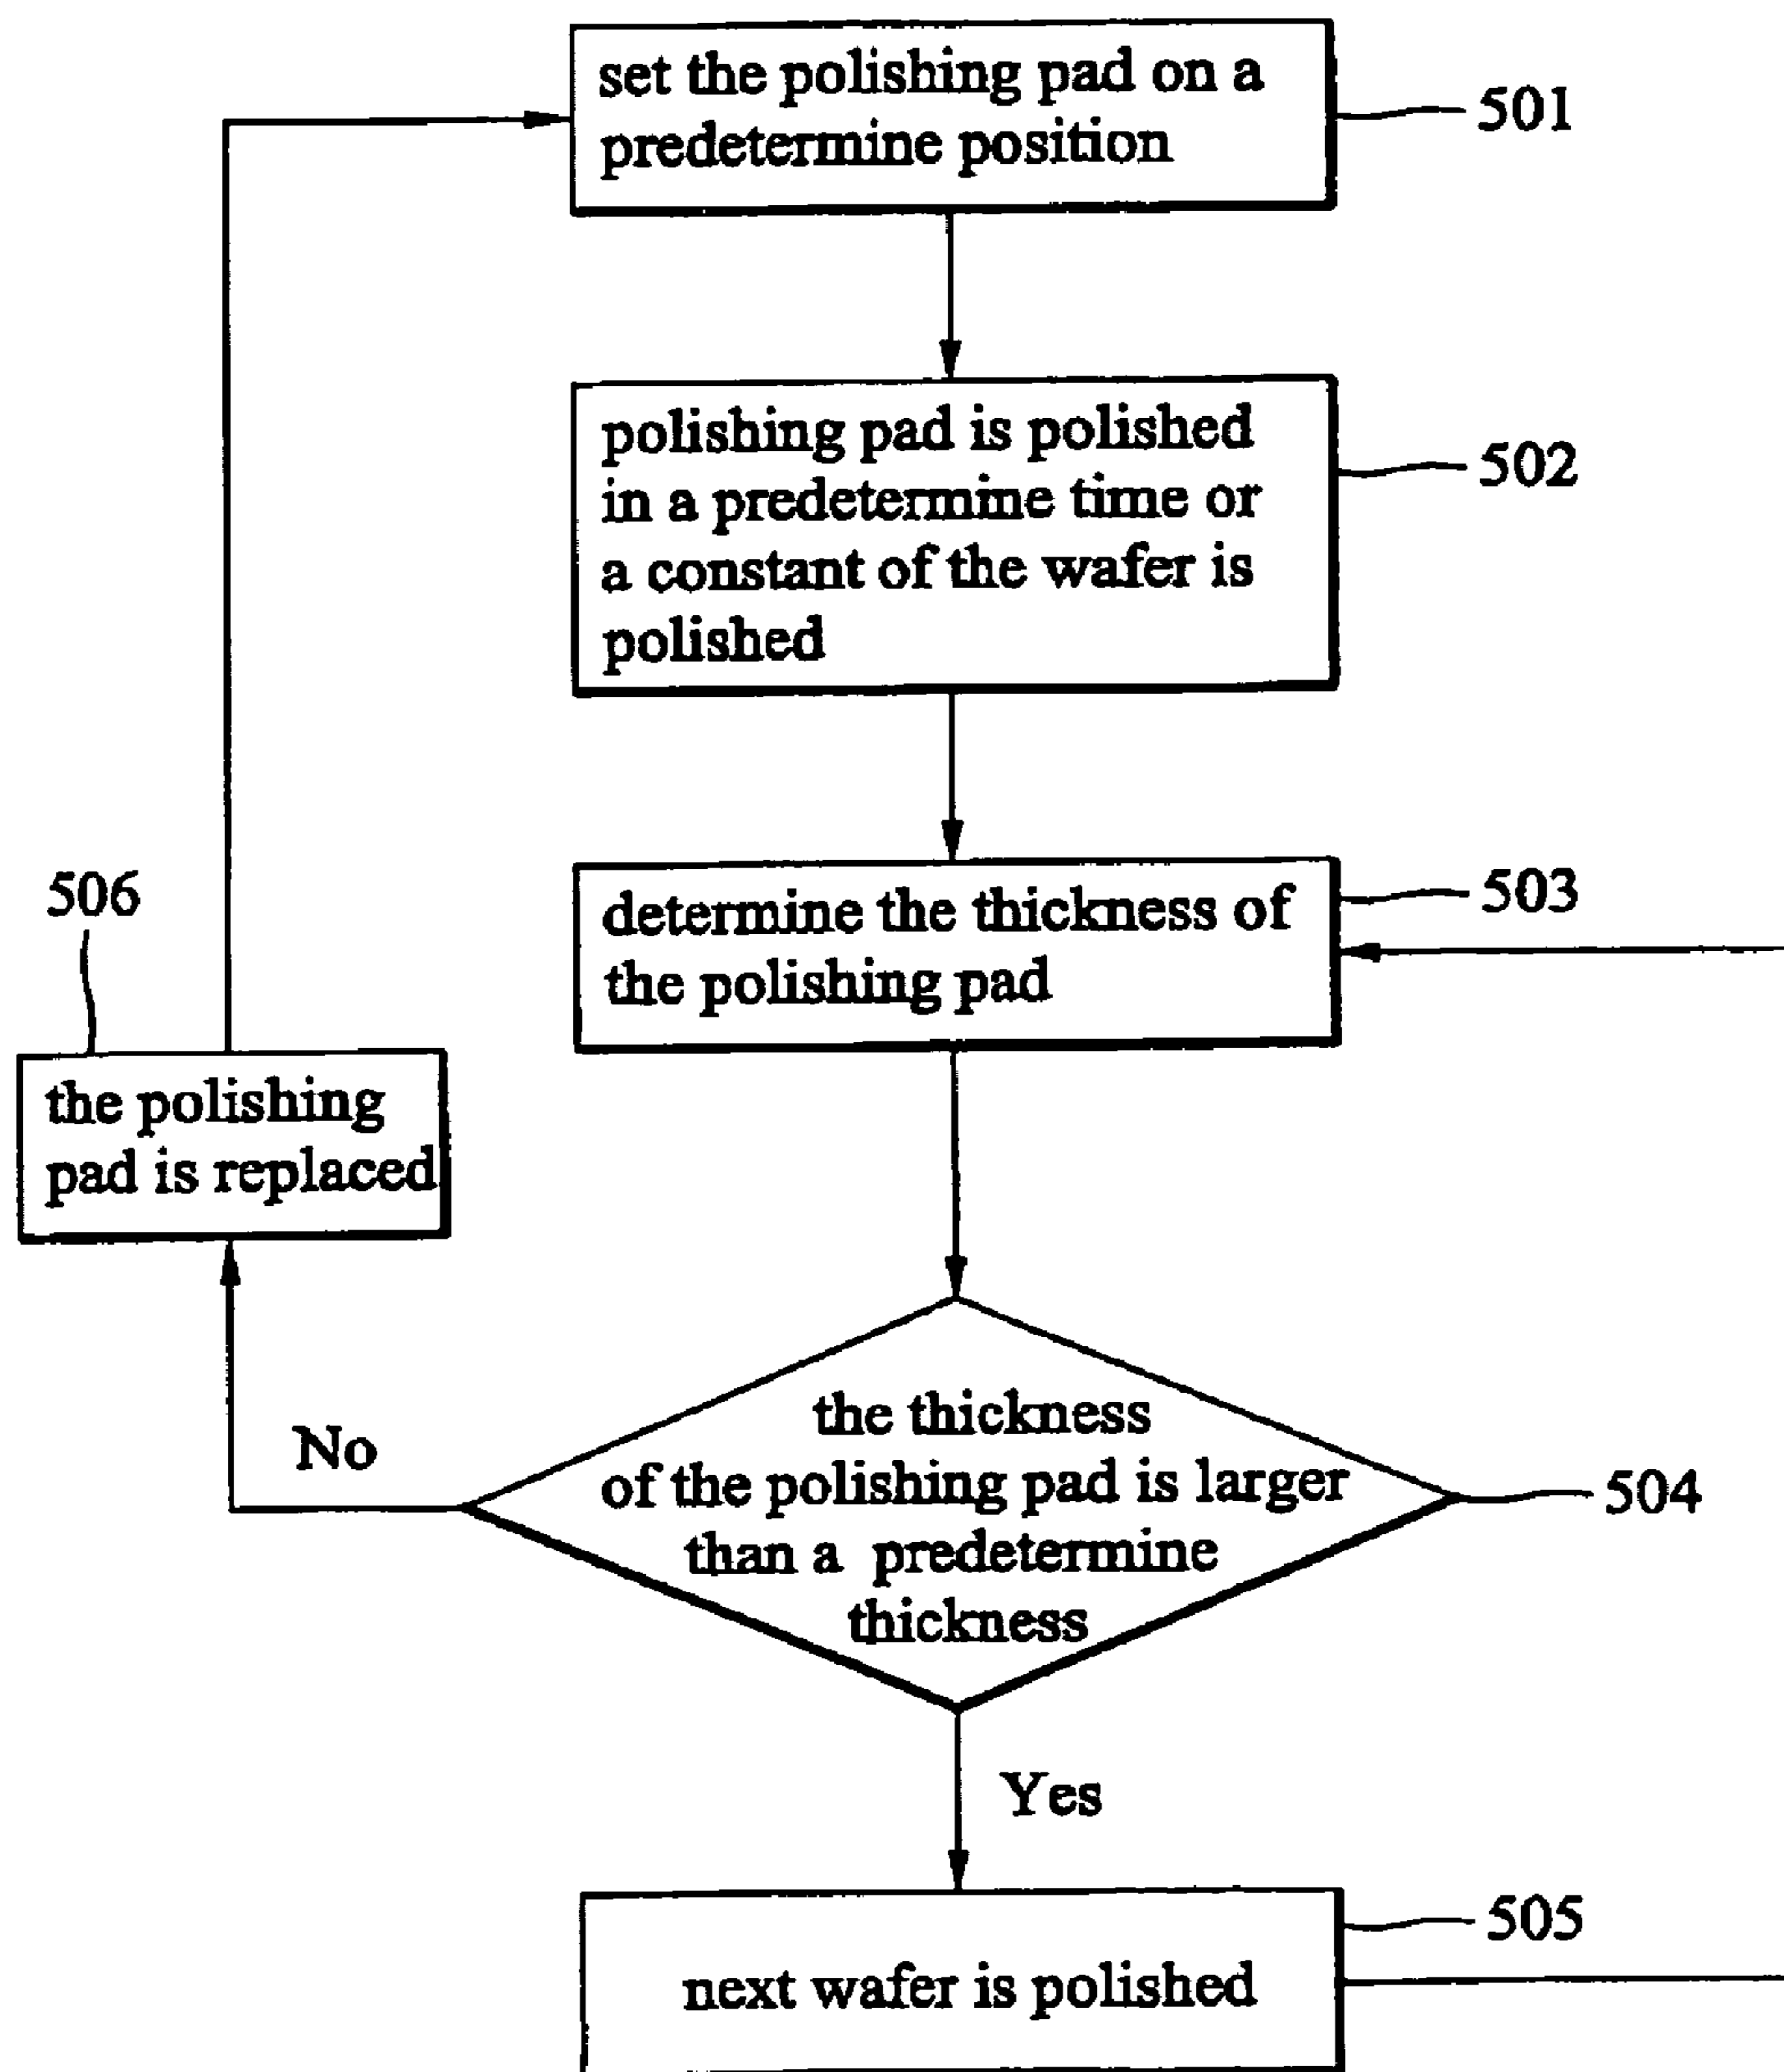 set the polishing pad on a
predetermine position
501
polishing pad is polished
in a predetermine time or
a constant of the wafer is
polished
502
determine the thickness of
the polishing pad
503
506
the polishing
pad is replaced
the thickness
of the polishing pad is larger
than a predetermine
thickness
504
No
Yes
next wafer is polished
505